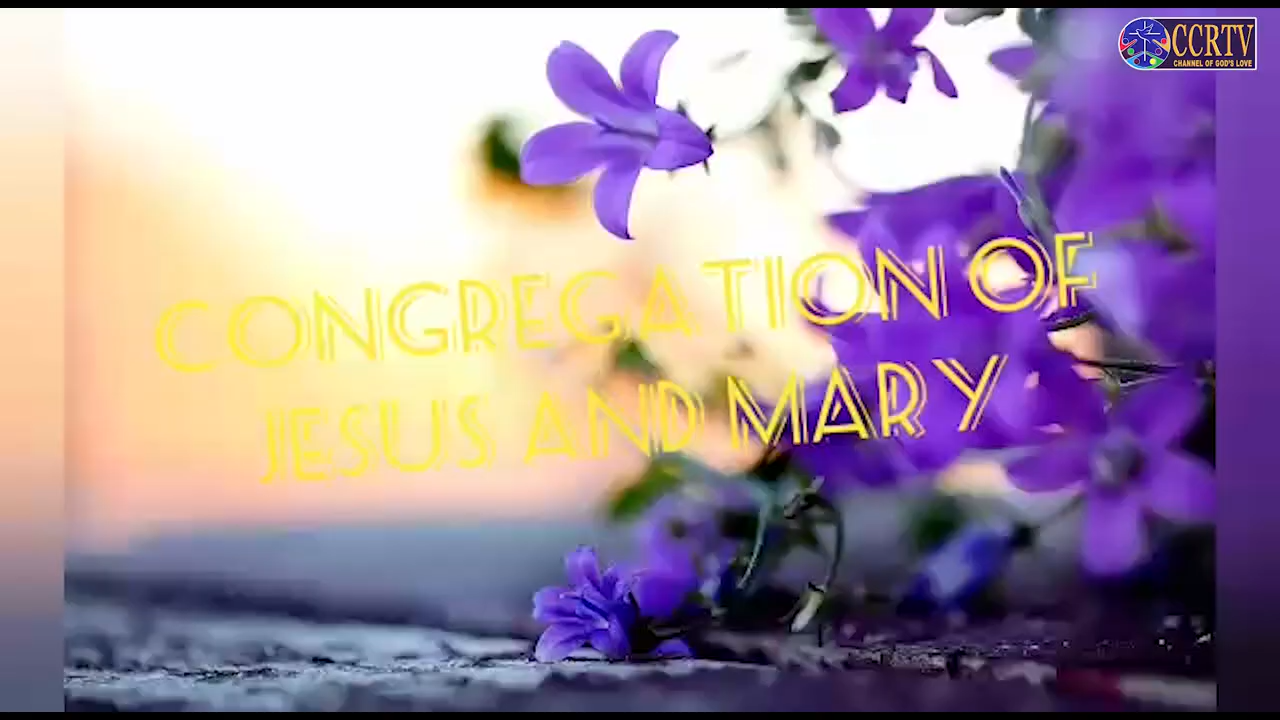 CCRTV
CHANNEL OF GOD'S LOVE
CONGREGATION OF
JESUS AND MARY